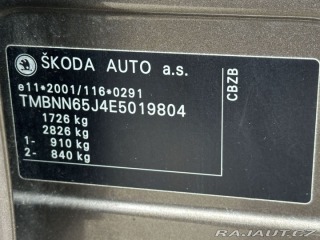 ŠKODA AUTO a.s.
e11*2001/116*0291
TMBNN65J4E5019804
1726 kg
2826 kg
1- 910 kg
2- 840 kg
CBZB
RAJAUT.CZ